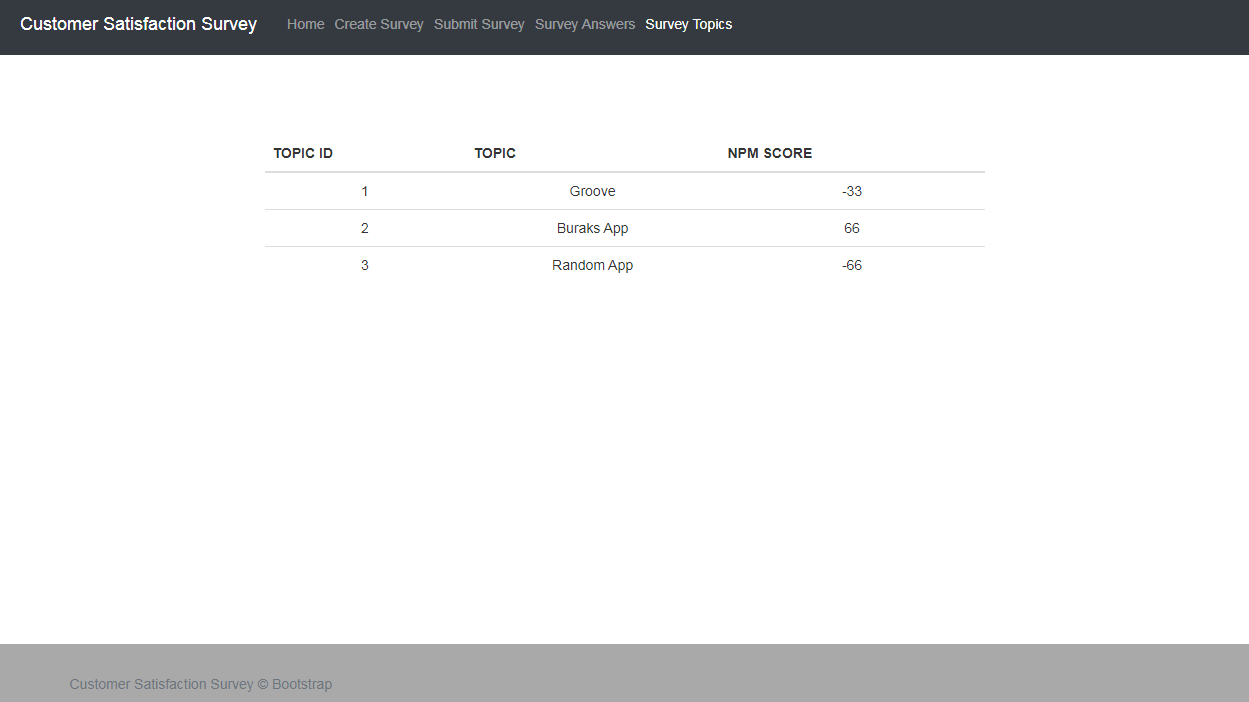 Customer Satisfaction Survey Home Create Survey Submit Survey Survey Answers Survey Topics
TOPIC ID TOPIC NPM SCORE
1 Groove -33
2 Buraks App 66
3 Random App -66
Customer Satisfaction Survey © Bootstrap